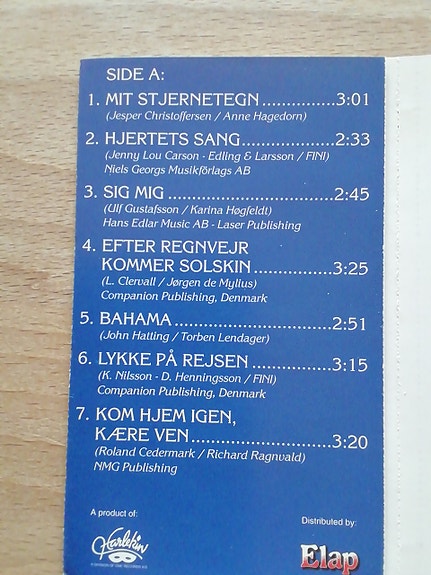 SIDE A:
1. MIT STJERNETEGN..............3:01
(Jesper Christoffersen / Anne Hagedorn)
2. HJERTETS SANG..................2:33
(Jenny Lou Carson - Edling & Larsson / FINI)
Niels Georgs Musikförlags AB
3. SIG MIG..............................2:45
(Ulf Gustafsson / Karina Høgfeldt)
Hans Edlar Music AB - Laser Publishing
4. EFTER REGNVEJR
KOMMER SOLSKIN................3:25
(L. Clervall / Jørgen de Mylius)
Companion Publishing, Denmark
5. BAHAMA.............................2:51
(John Hatting / Torben Lendager)
6. LYKKE PÅ REJSEN...............3:15
(K. Nilsson - D. Henningsson / FINI)
Companion Publishing, Danmark
7. KOM HJEM IGEN,
KÆRE VEN..........................3:20
(Roland Cedermark / Richard Ragnvald)
NMG Publishing
A product of:
Harlekin
Distributed by:
Elap